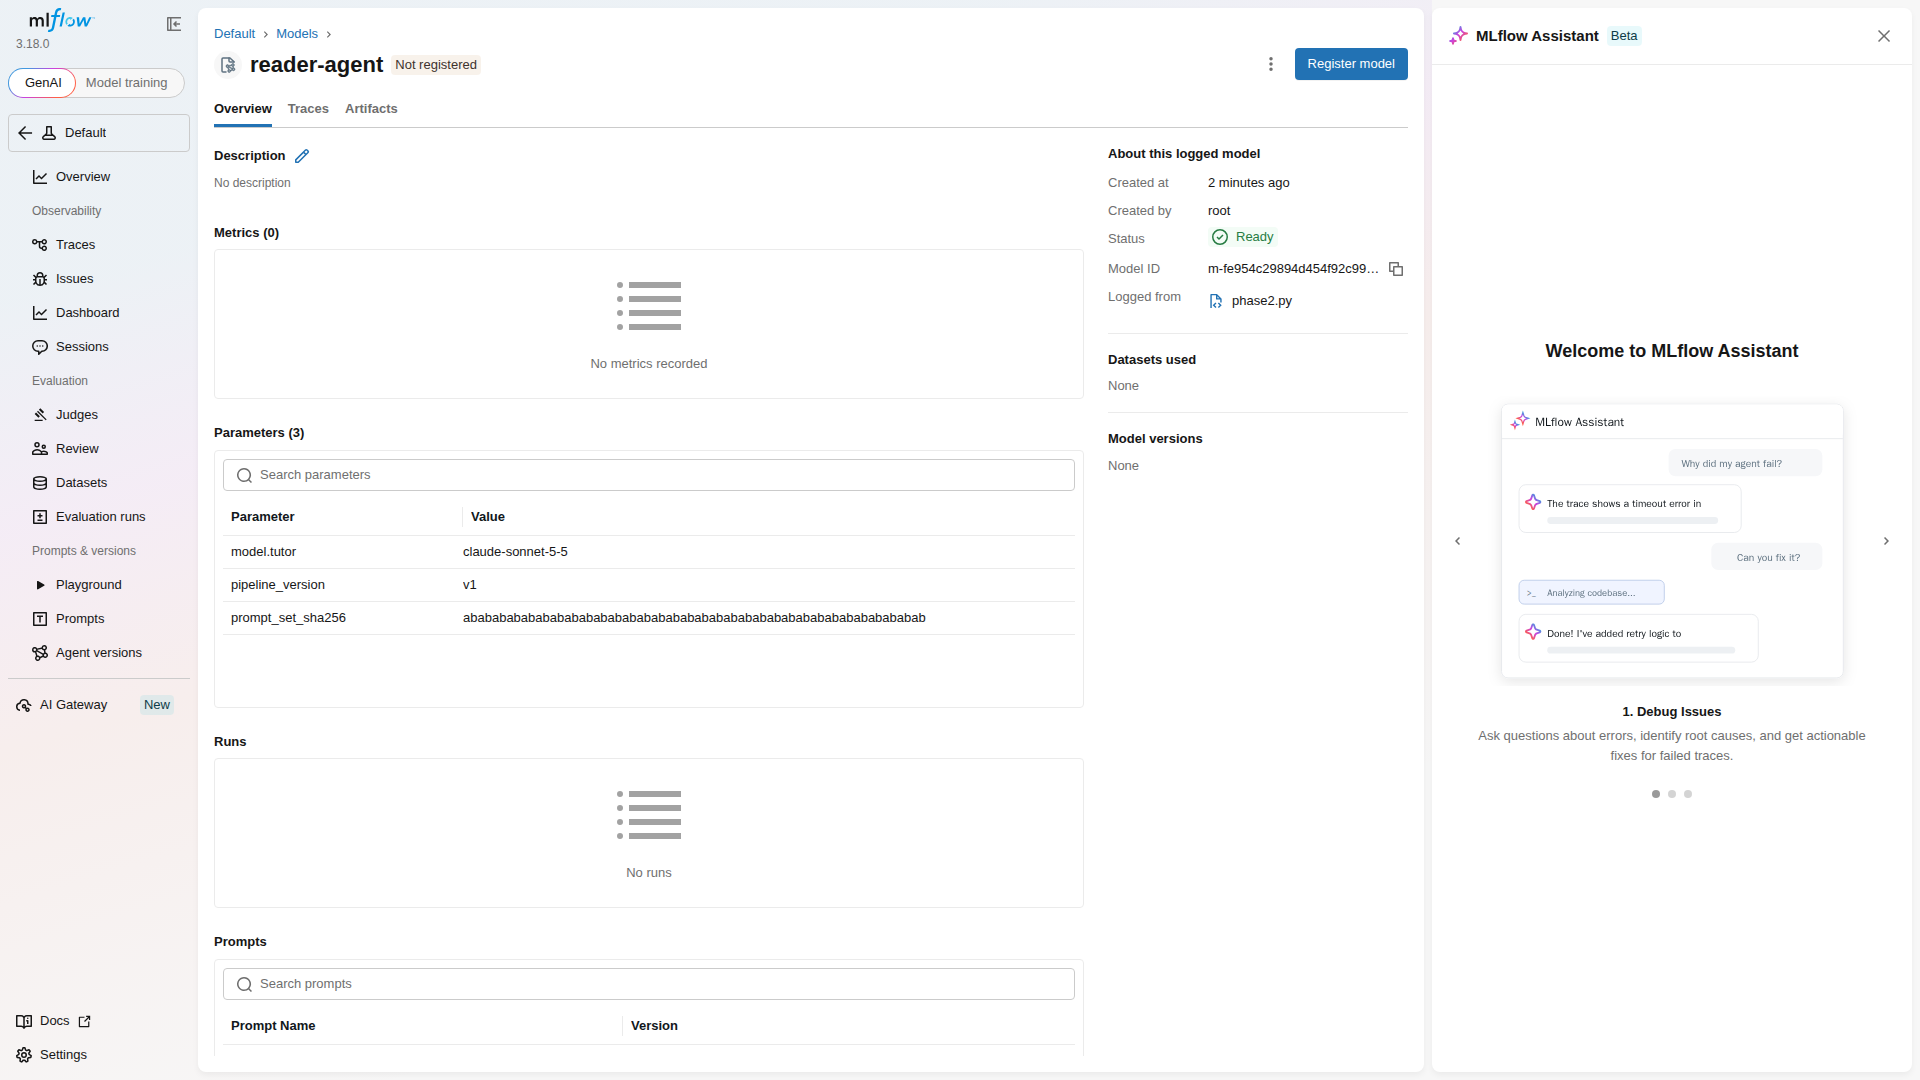 mlflow
3.18.0
GenAI
Model training
Default
Overview
Observability
Traces
Issues
Dashboard
Sessions
Evaluation
Judges
Review
Datasets
Evaluation runs
Prompts & versions
Playground
Prompts
Agent versions
AI Gateway
New
Docs
Settings
Default > Models >
reader-agent
Not registered
Register model
Overview
Traces
Artifacts
Description
No description
Metrics (0)
No metrics recorded
Parameters (3)
Search parameters
Parameter Value
model.tutor claude-sonnet-5-5
pipeline_version v1
prompt_set_sha256 abababababababababababababababababababababababababababababababab
Runs
No runs
Prompts
Search prompts
Prompt Name Version
About this logged model
Created at 2 minutes ago
Created by root
Status Ready
Model ID m-fe954c29894d454f92c99...
Logged from phase2.py
Datasets used
None
Model versions
None
MLflow Assistant Beta
Welcome to MLflow Assistant
MLflow Assistant
Why did my agent fail?
The trace shows a timeout error in
Can you fix it?
>_ Analyzing codebase...
Done! I've added retry logic to
1. Debug Issues
Ask questions about errors, identify root causes, and get actionable
fixes for failed traces.